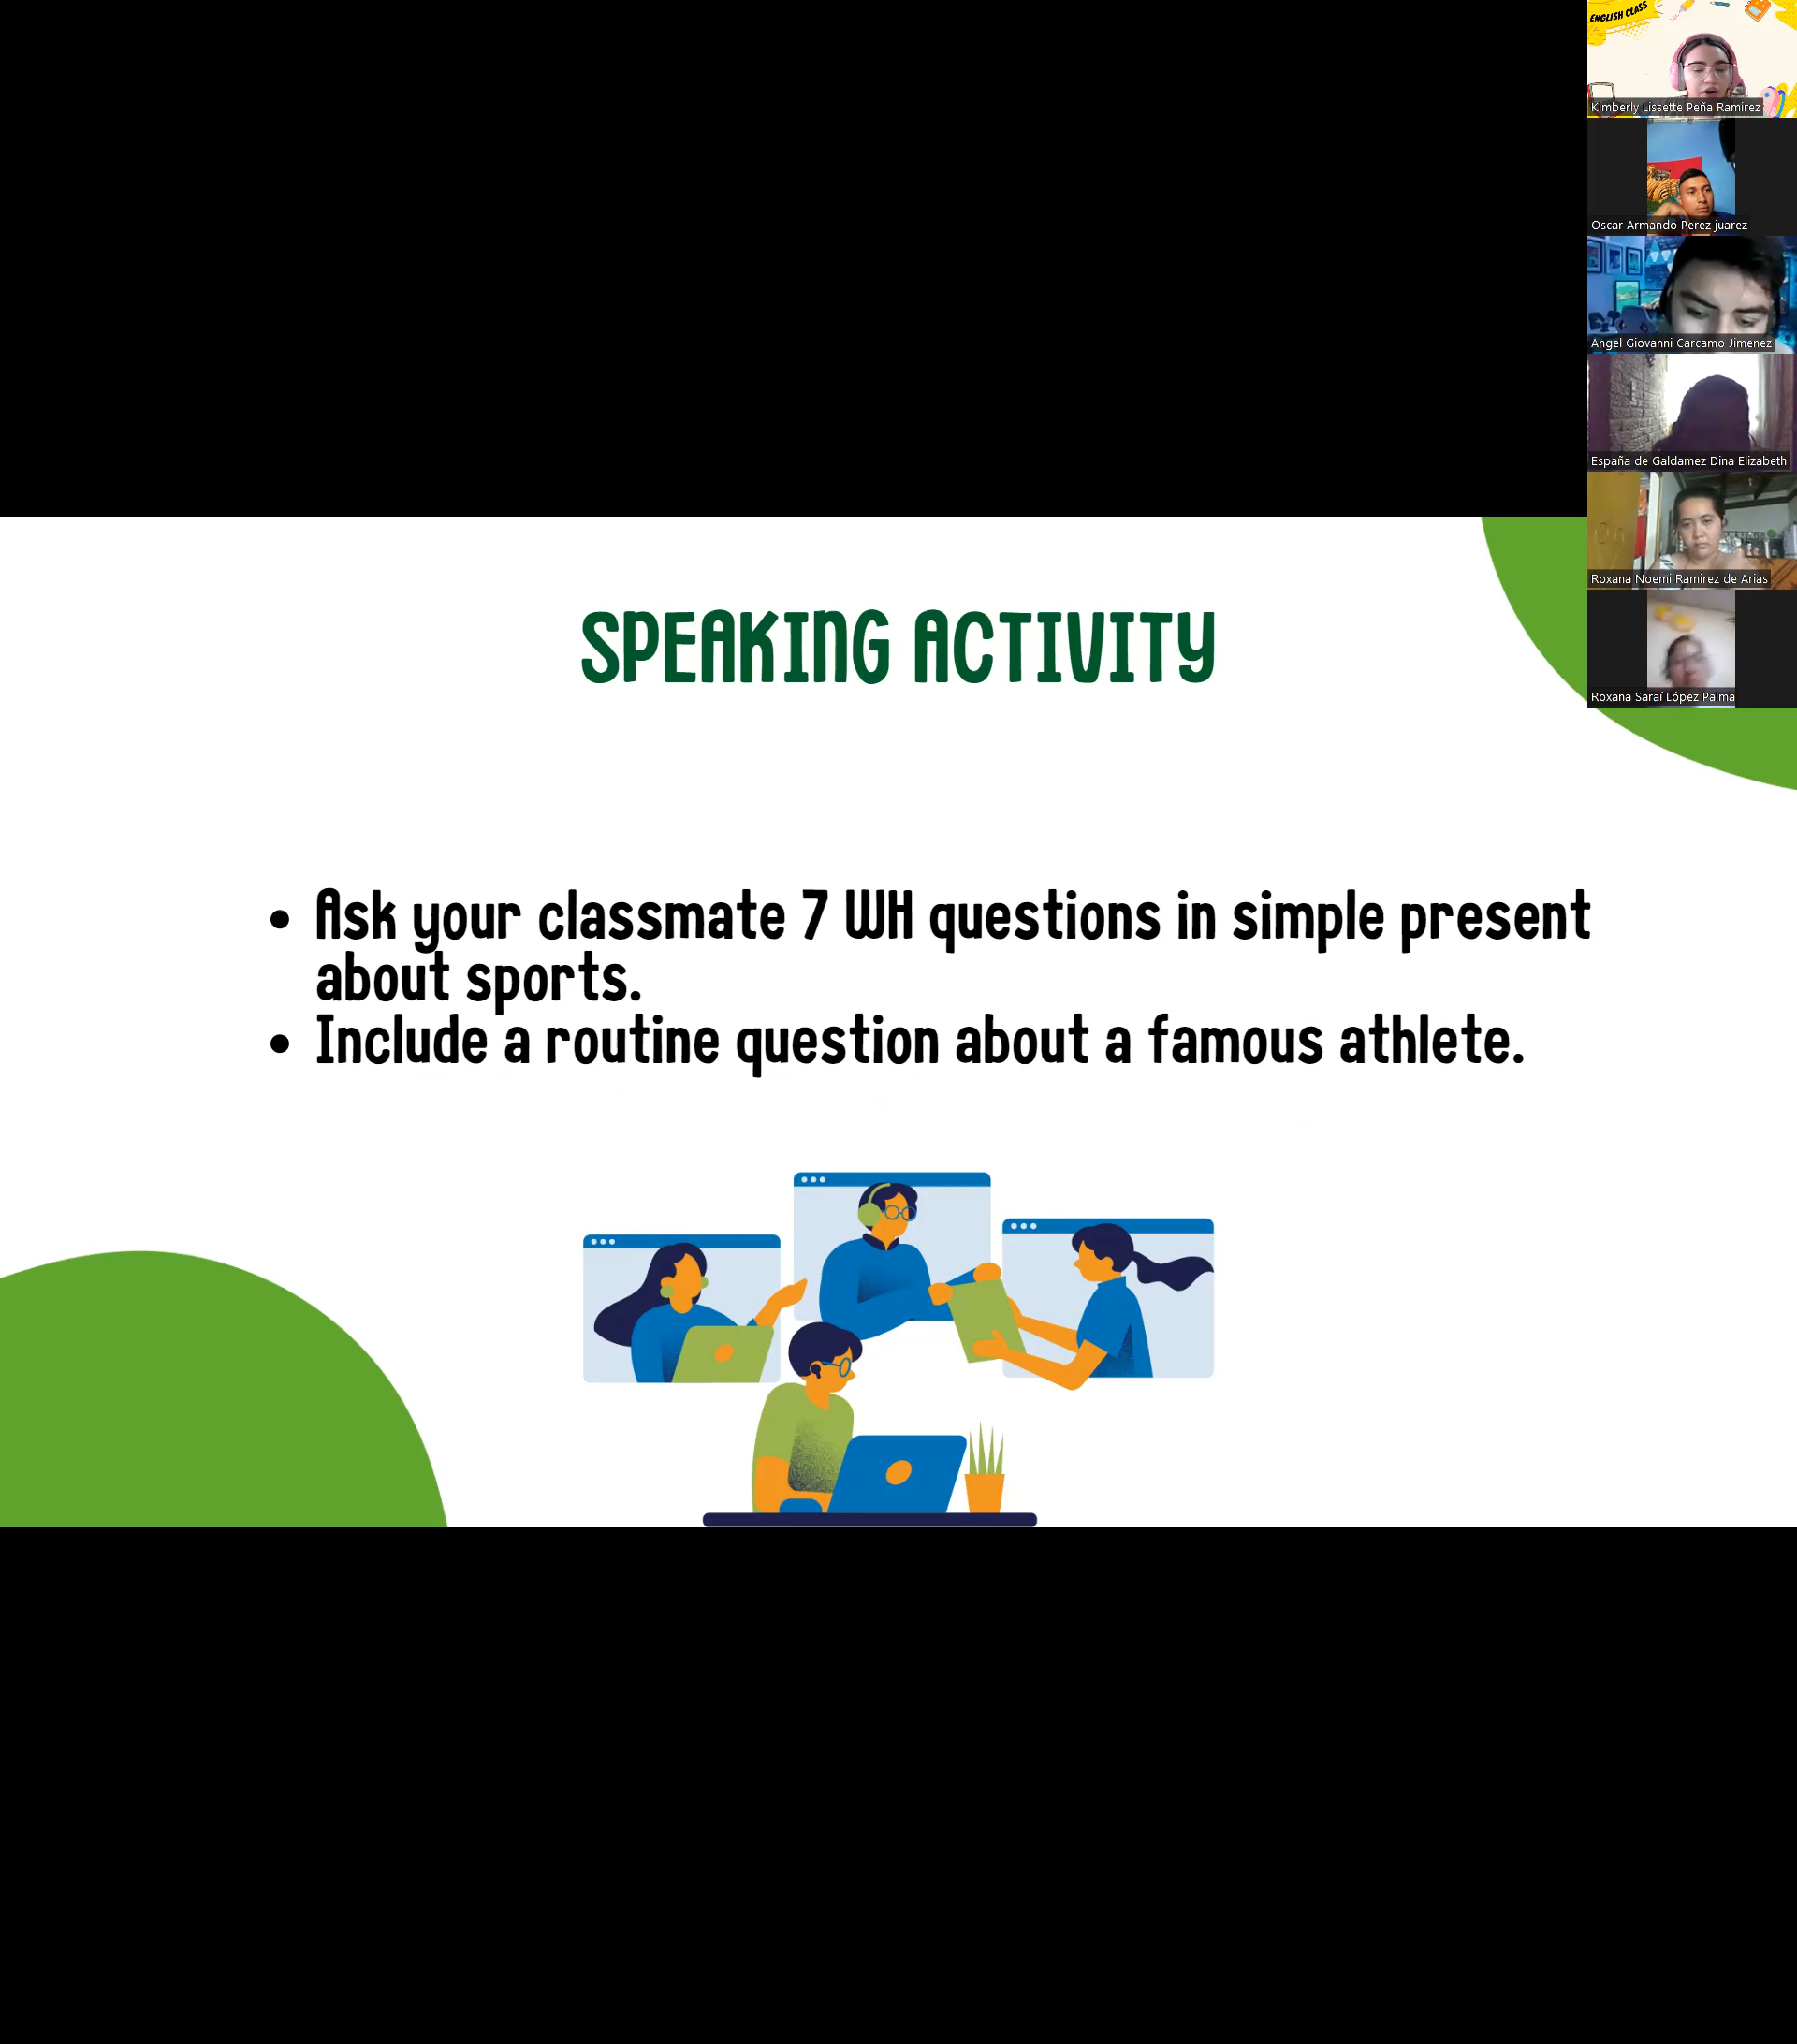 ENGLISH CLASS
Kimberly Lissette Peña Ramírez
Oscar Armando Perez juarez
Angel Giovanni Carcamo Jimenez
España de Galdamez Dina Elizabeth
Roxana Noemi Ramirez de Arias
Roxana Saraí López Palma
SPEAKING ACTIVITY
• Ask your classmate 7 WH questions in simple present
about sports.
• Include a routine question about a famous athlete.